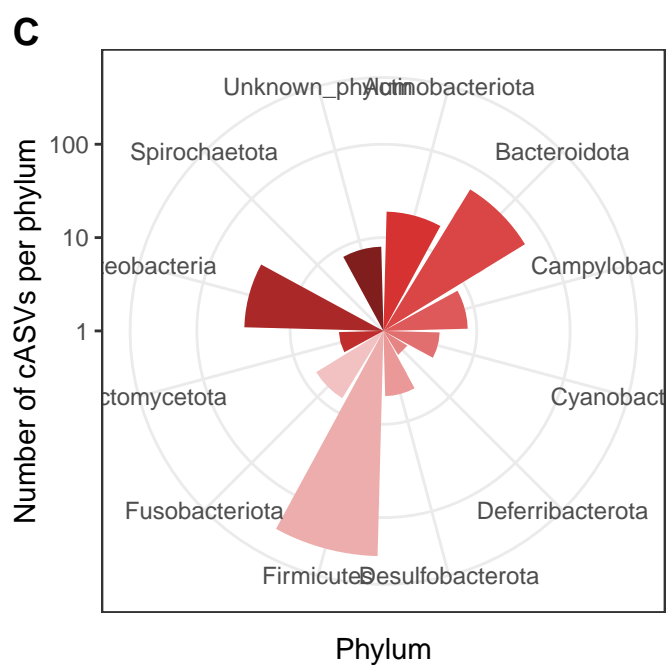 C
Unknown_phylum
Actinobacteriota
Spirochaetota
Bacteroidota
teobacteria
Campylobac
ctomycetota
Cyanobact
Fusobacteriota
Deferribacterota
Firmicutes
Desulfobacterota
100
10
1
Number of cASVs per phylum
Phylum